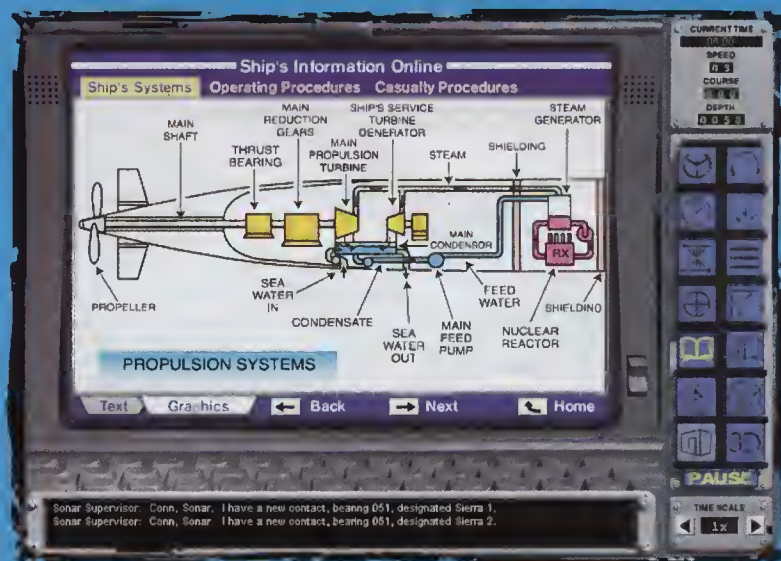 Ship's Information Online
Ship's Systems Operating Procedures Casualty Procedures
MAIN
SHAFT
THRUST
BEARING
MAIN
REDUCTION
GEARS
MAIN
PROPULSION
TURBINE
SHIP'S SERVICE
TURBINE
GENERATOR
STEAM
SHIELDING
STEAM
GENERATOR
MAIN
CONDENSOR
RX
PROPELLER
SEA
WATER
IN
CONDENSATE
SEA
WATER
OUT
MAIN
FEED
PUMP
FEED
WATER
NUCLEAR
REACTOR
SHIELDING
PROPULSION SYSTEMS
Text Graphics Back Next Home
Sonar Supervisor: Conn, Sonar. I have a new contact, bearing 051, designated Sierra 1.
Sonar Supervisor: Conn, Sonar. I have a new contact, bearing 051, designated Sierra 2.
CURRENT TIME
06:00
SPEED
COURSE
DEPTH
0050
PAUSE
TIME SCALE
1x